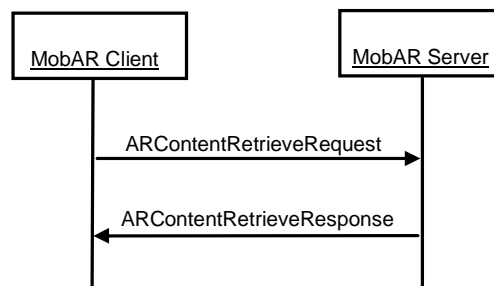 MobAR Client
MobAR Server
ARContentRetrieveRequest
ARContentRetrieveResponse